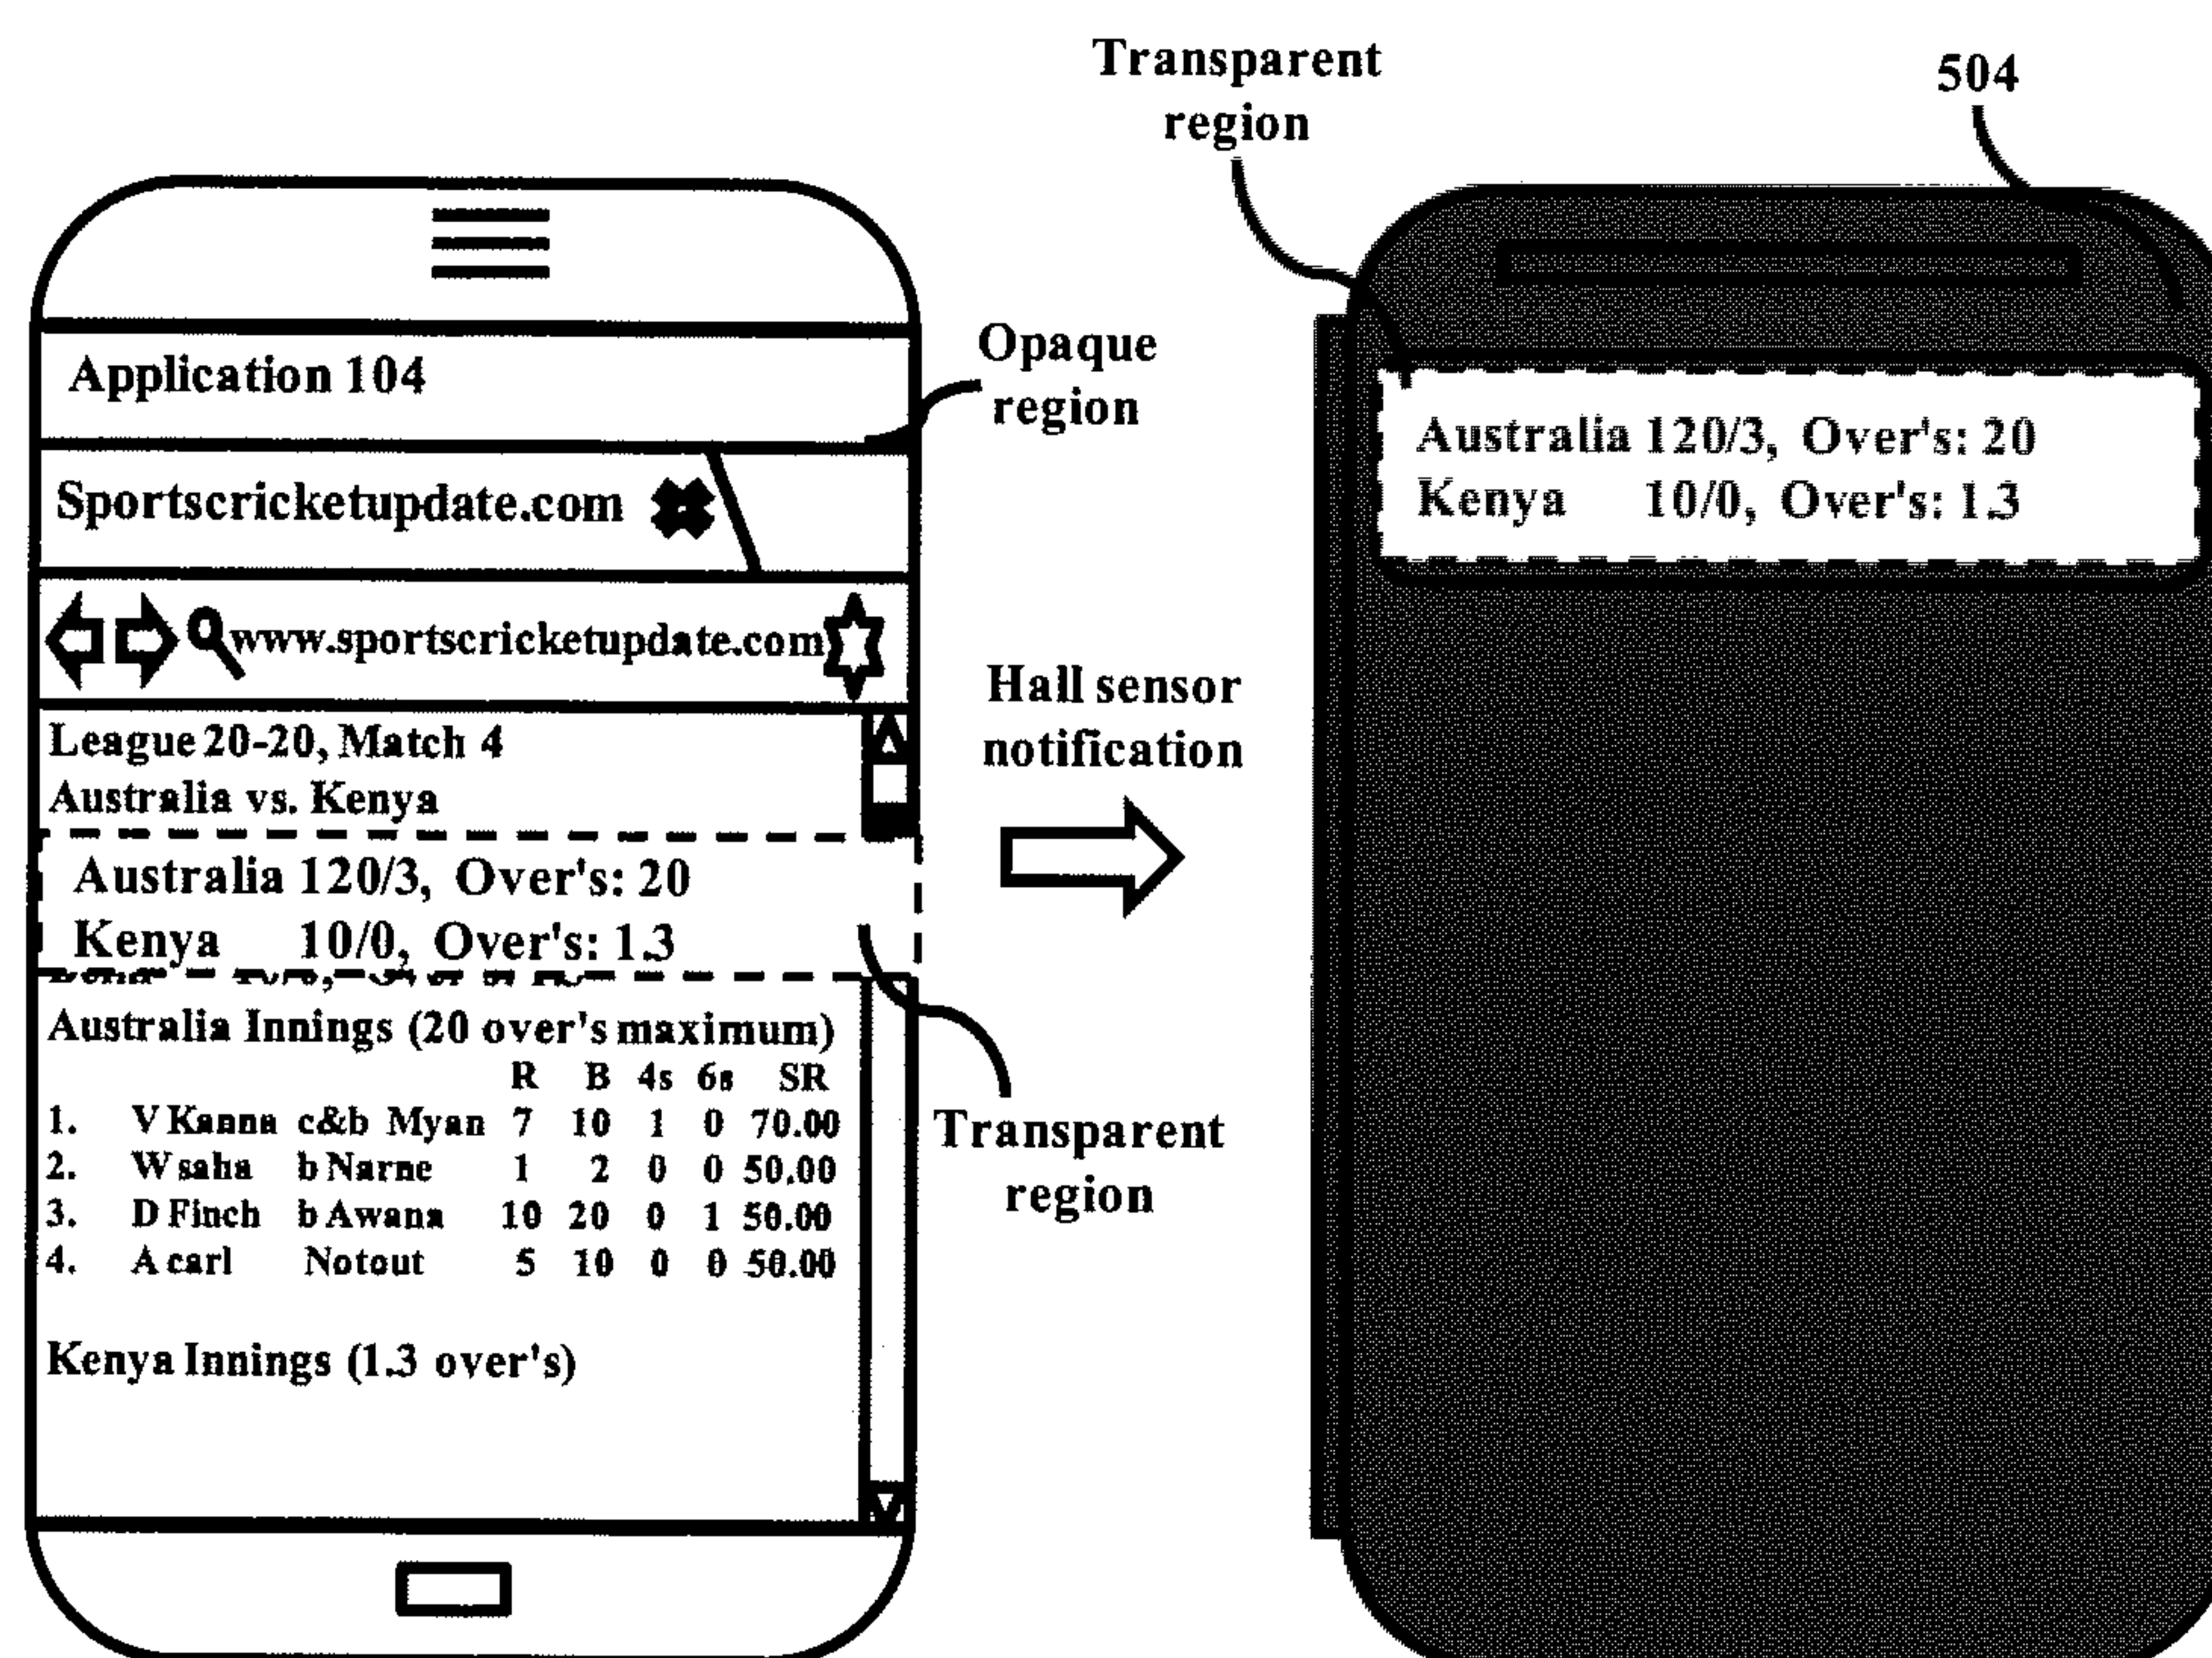 Transparent
region
504
Application 104
Opaque
region
Sportscricketupdate.com
www.sportscricketupdate.com
League 20-20, Match 4
Australia vs. Kenya
Australia 120/3, Over's: 20
Kenya 10/0, Over's: 1.3
Australia 120/3, Over's: 20
Kenya 10/0, Over's: 1.3
Hall sensor
notification
Australia Innings (20 over's maximum)
R B 4s 6s SR
1. V Kanna c&b Myan 7 10 1 0 70.00
2. W saha b Narne 1 2 0 0 50.00
3. D Finch b Awana 10 20 0 1 50.00
4. A carl Notout 5 10 0 0 50.00
Kenya Innings (1.3 over's)
Transparent
region